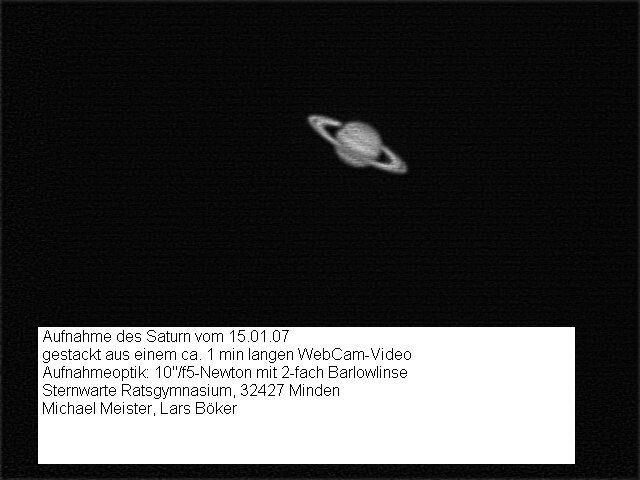 Aufnahme des Saturn vom 15.01.07
gestackt aus einem ca. 1 min langen WebCam-Video
Aufnahmeoptik: 10"/f5-Newton mit 2-fach Barlowlinse
Sternwarte Ratsgymnasium, 32427 Minden
Michael Meister, Lars Böker